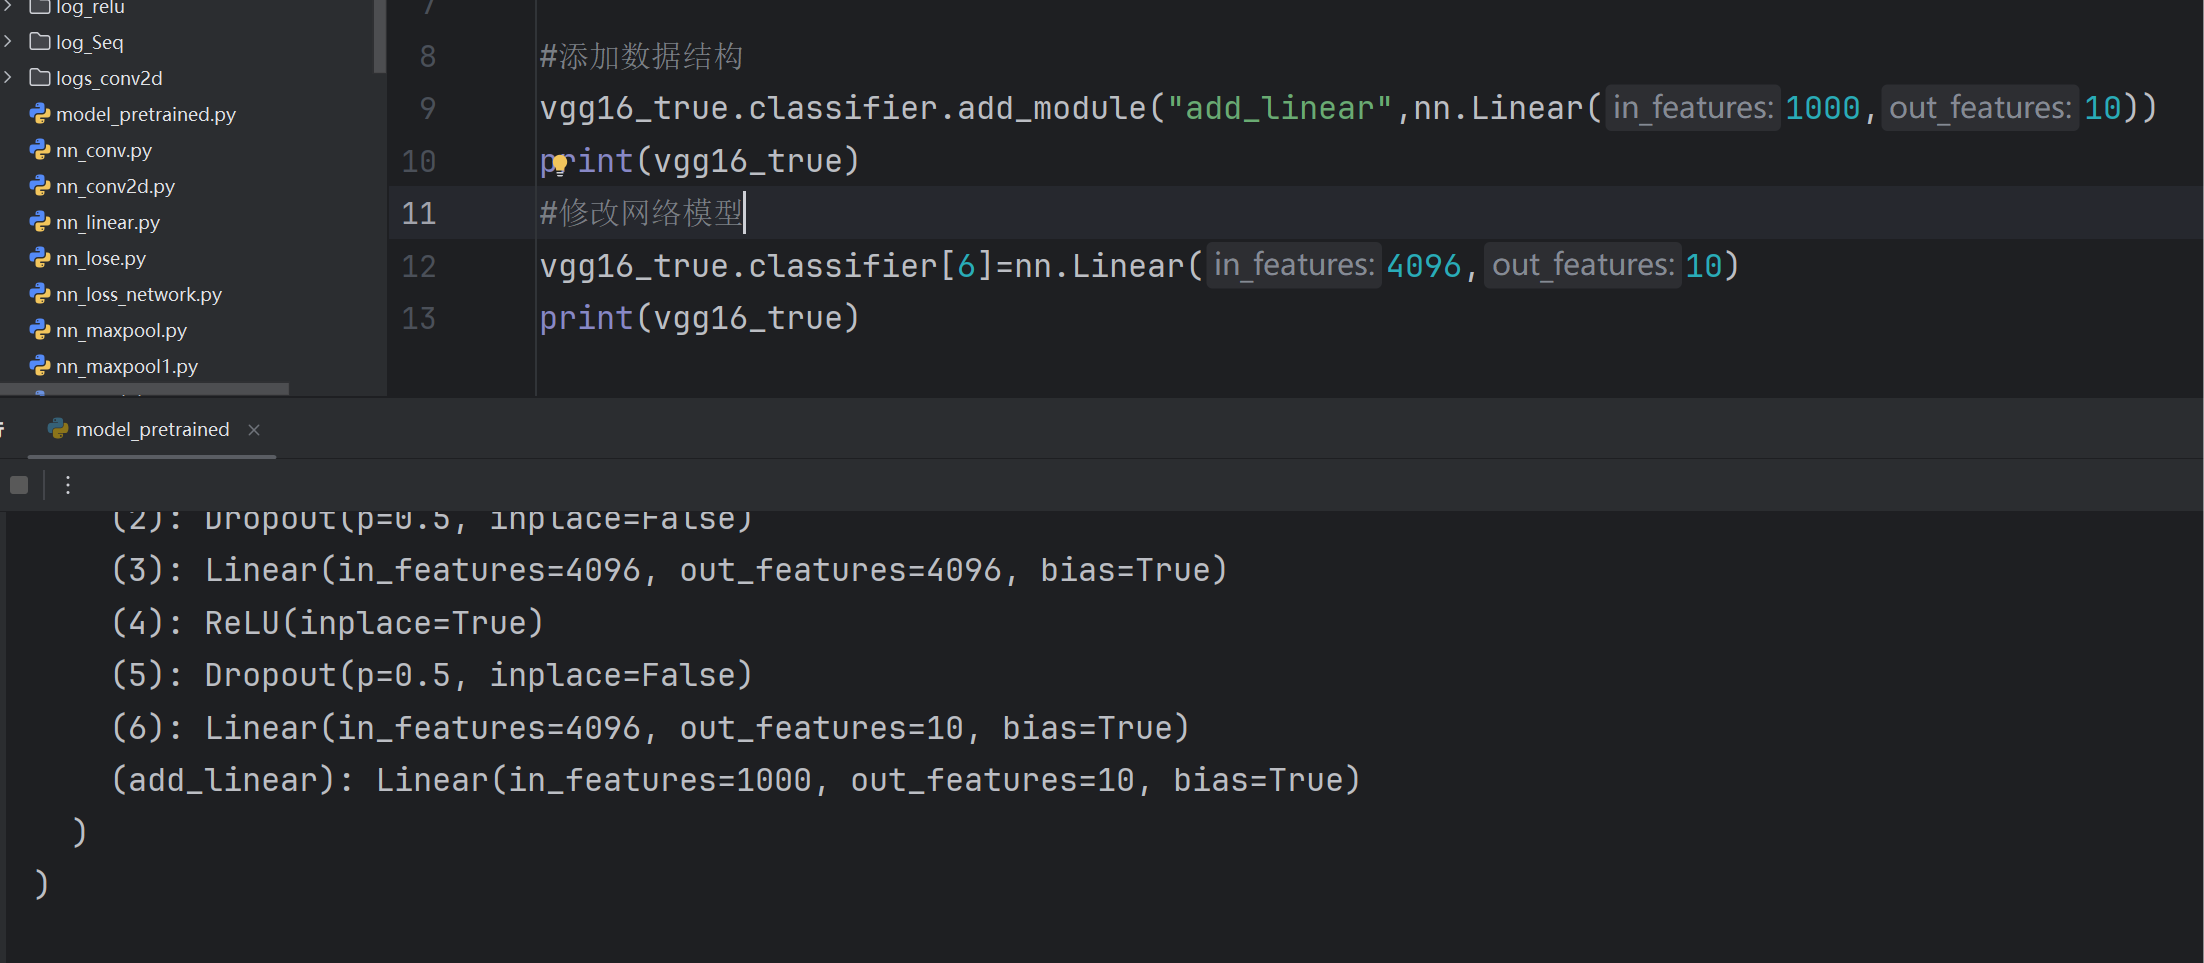 log_relu
log_Seq
logs_conv2d
model_pretrained.py
nn_conv.py
nn_conv2d.py
nn_linear.py
nn_lose.py
nn_loss_network.py
nn_maxpool.py
nn_maxpool1.py
7
8 #添加数据结构
9 vgg16_true.classifier.add_module("add_linear",nn.Linear( in_features: 1000, out_features: 10))
10 print(vgg16_true)
11 #修改网络模型
12 vgg16_true.classifier[6]=nn.Linear( in_features: 4096, out_features: 10)
13 print(vgg16_true)
model_pretrained ×
(2): Dropout(p=0.5, inplace=False)
(3): Linear(in_features=4096, out_features=4096, bias=True)
(4): ReLU(inplace=True)
(5): Dropout(p=0.5, inplace=False)
(6): Linear(in_features=4096, out_features=10, bias=True)
(add_linear): Linear(in_features=1000, out_features=10, bias=True)
)
)